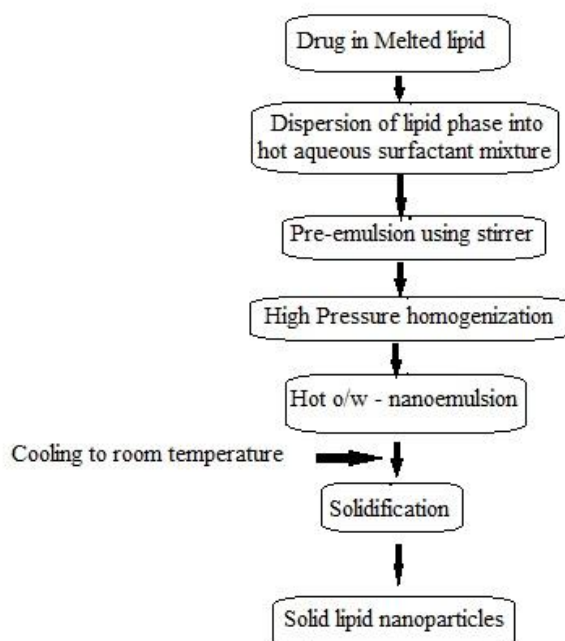 Drug in Melted lipid
Dispersion of lipid phase into
hot aqueous surfactant mixture
Pre-emulsion using stirrer
High Pressure homogenization
Hot o/w - nanoemulsion
Cooling to room temperature
Solidification
Solid lipid nanoparticles